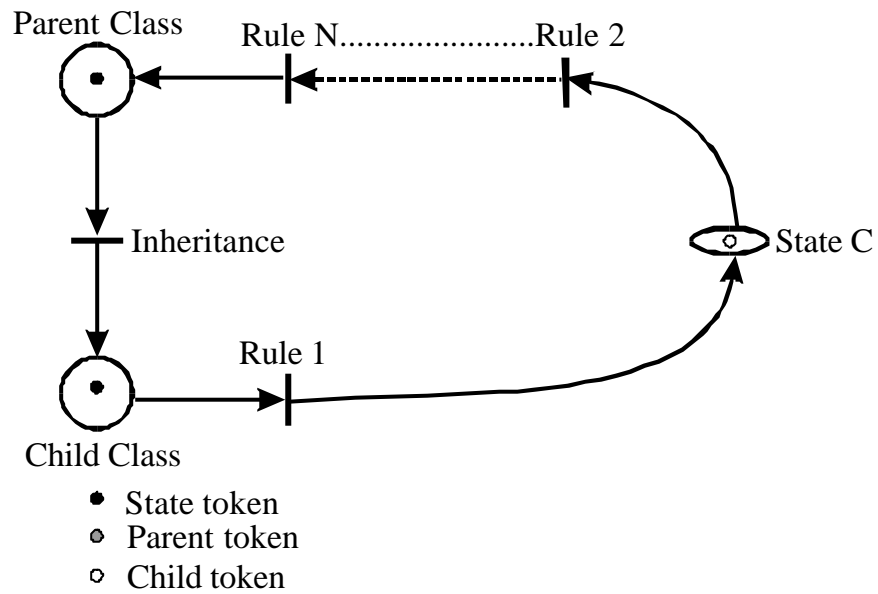 Parent Class
Rule N.......................Rule 2
Inheritance
State C
Rule 1
Child Class
State token
Parent token
Child token